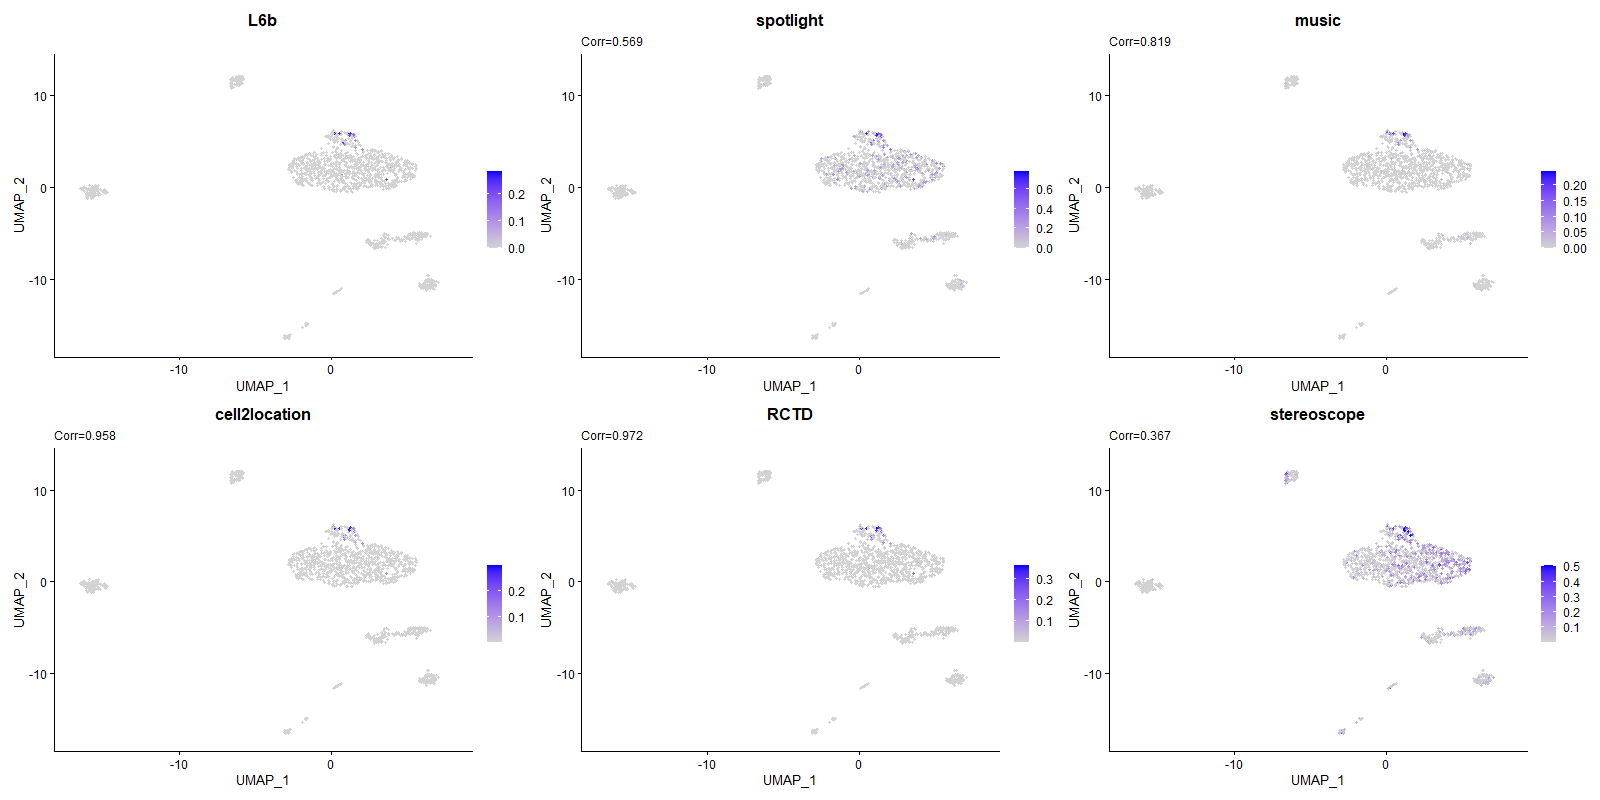 L6b
10
0
-10
-10
0
UMAP_1
UMAP_2
0.2
0.1
0.0
spotlight
Corr=0.569
10
0
-10
-10
0
UMAP_1
UMAP_2
0.6
0.4
0.2
0.0
music
Corr=0.819
10
0
-10
-10
0
UMAP_1
UMAP_2
0.20
0.15
0.10
0.05
0.00
cell2location
Corr=0.958
10
0
-10
-10
0
UMAP_1
UMAP_2
0.2
0.1
RCTD
Corr=0.972
10
0
-10
-10
0
UMAP_1
UMAP_2
0.3
0.2
0.1
stereoscope
Corr=0.367
10
0
-10
-10
0
UMAP_1
UMAP_2
0.5
0.4
0.3
0.2
0.1